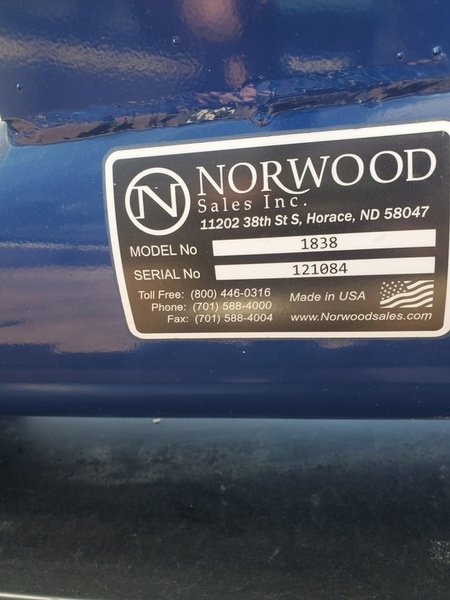 N NORWOOD
Sales Inc.
11202 38th St S, Horace, ND 58047
MODEL No 1838
SERIAL No 121084
Toll Free: (800) 446-0316
Phone: (701) 588-4000
Fax: (701) 588-4004
Made in USA
www.Norwoodsales.com